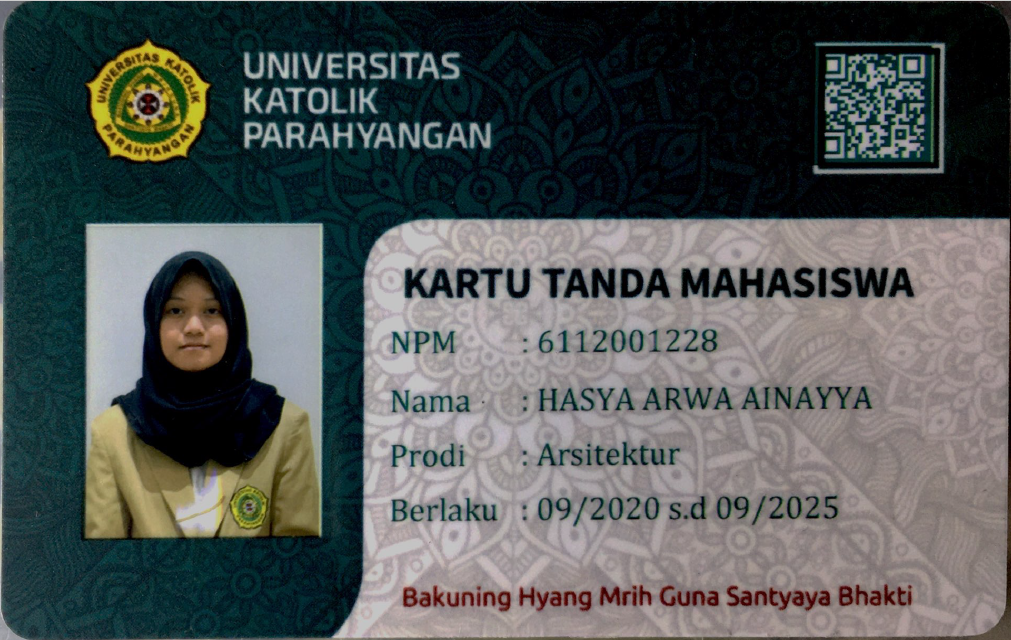 UNIVERSITAS KATOLIK
PARAHYANGAN
UNIVERSITAS
KATOLIK
PARAHYANGAN
KARTU TANDA MAHASISWA
NPM : 6112001228
Nama : HASYA ARWA AINAYYA
Prodi : Arsitektur
Berlaku : 09/2020 s.d 09/2025
Bakuning Hyang Mrih Guna Santyaya Bhakti